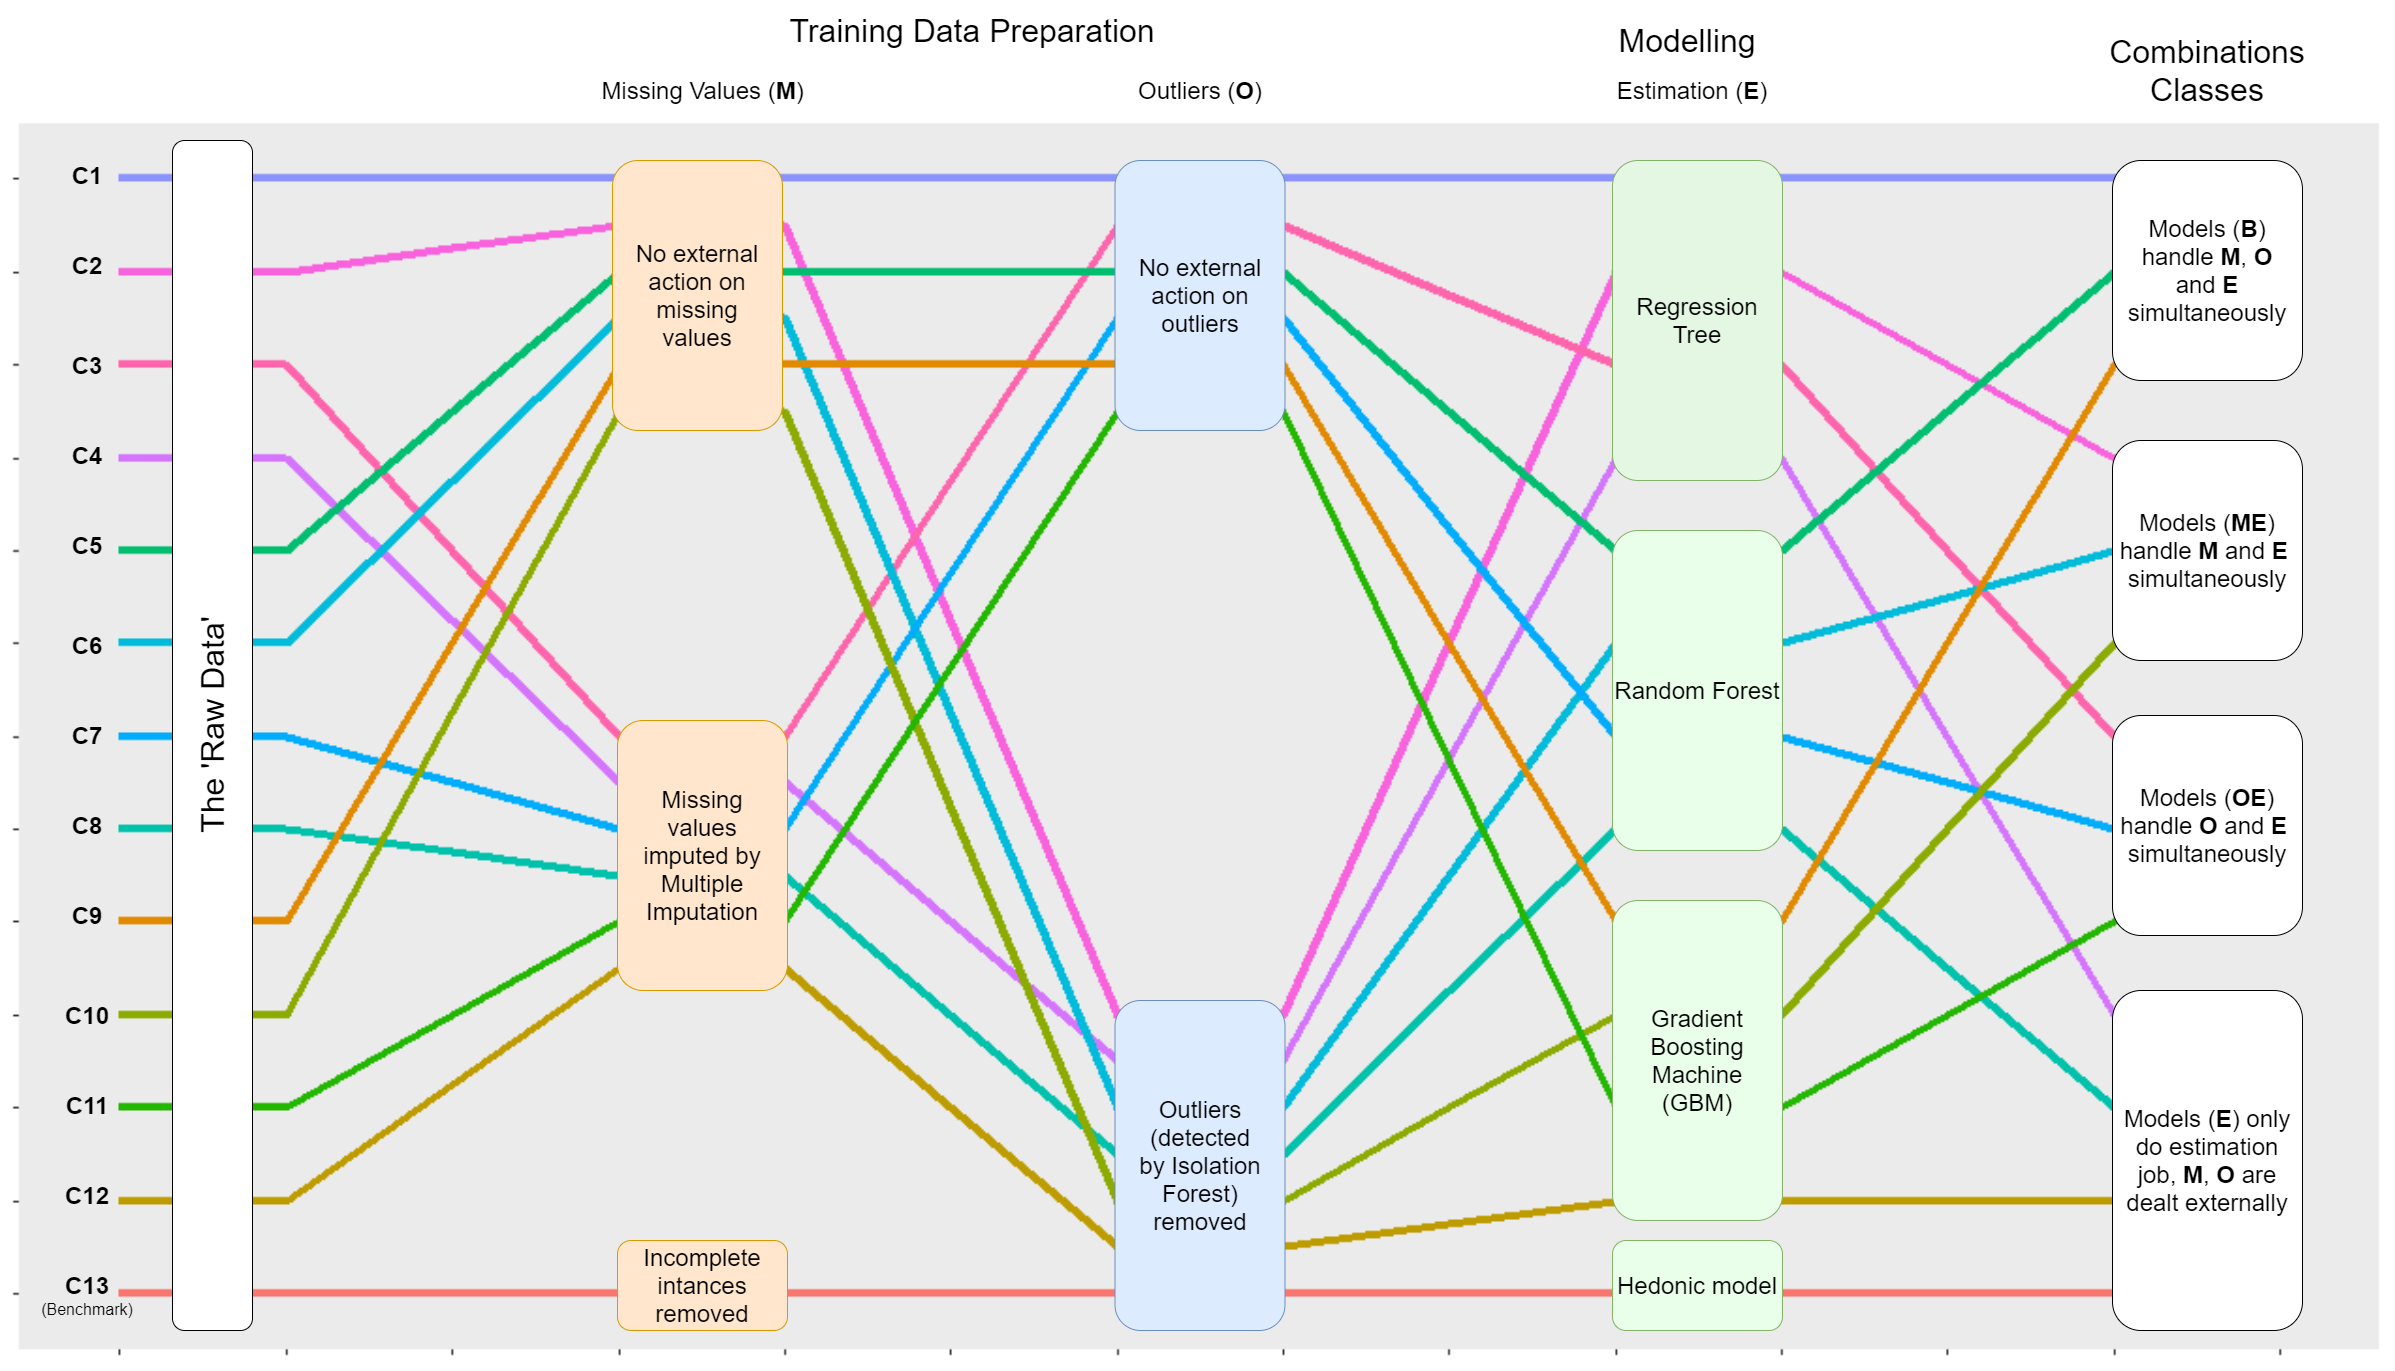 Training Data Preparation
Modelling
Combinations
Classes
Missing Values (M)
Outliers (O)
Estimation (E)
C1
C2
C3
C4
C5
C6
C7
C8
C9
C10
C11
C12
C13
(Benchmark)
The 'Raw Data'
No external
action on
missing
values
Missing
values
imputed by
Multiple
Imputation
Incomplete
intances
removed
No external
action on
outliers
Outliers
(detected
by Isolation
Forest)
removed
Regression
Tree
Random Forest
Gradient
Boosting
Machine
(GBM)
Hedonic model
Models (B)
handle M, O
and E
simultaneously
Models (ME)
handle M and E
simultaneously
Models (OE)
handle O and E
simultaneously
Models (E) only
do estimation
job, M, O are
dealt externally